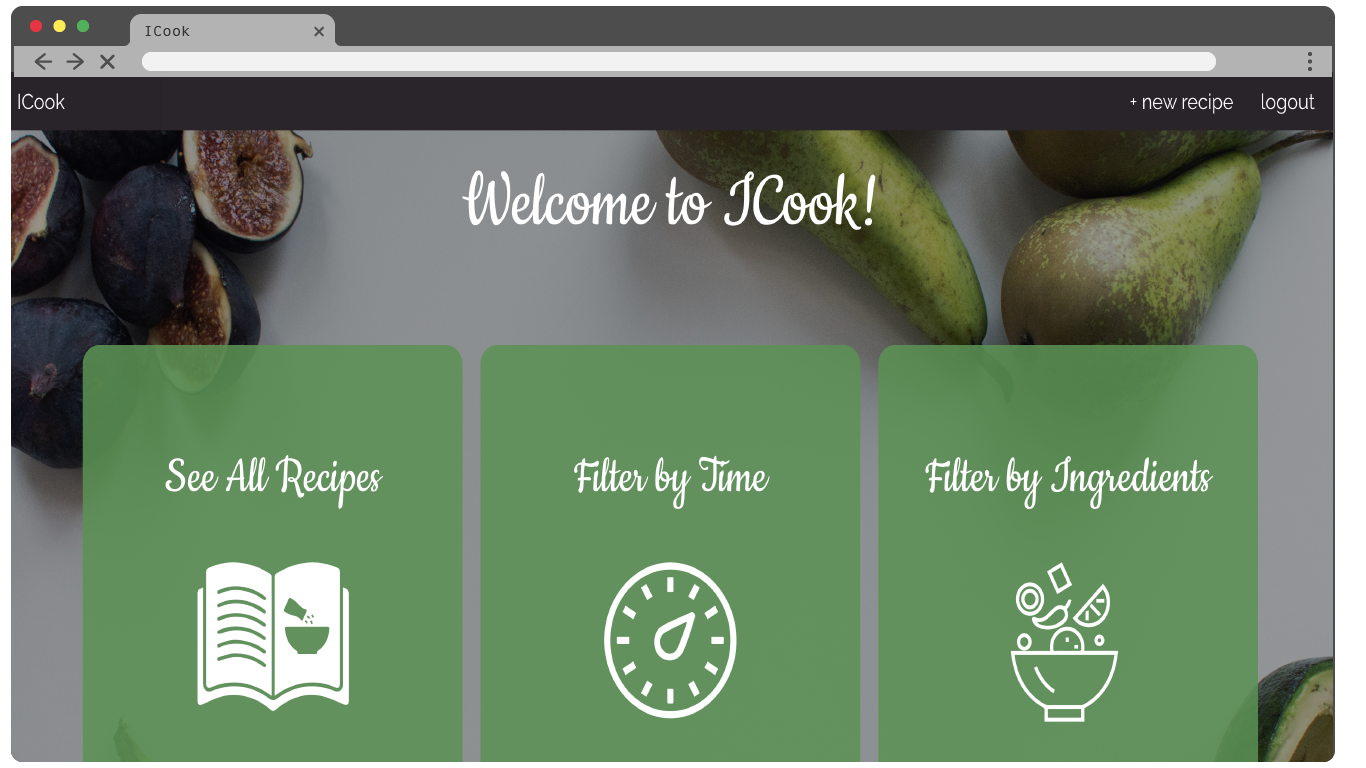 ICook
ICook
+ new recipe
logout
Welcome to ICook!
See All Recipes
Filter by Time
Filter by Ingredients